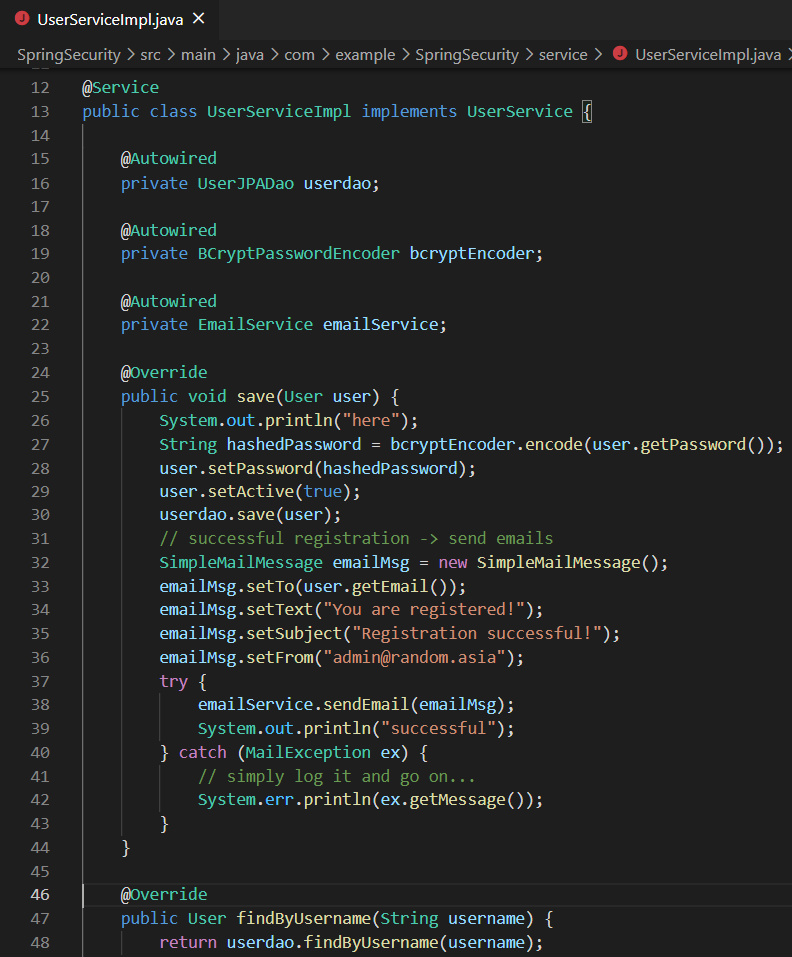 UserServiceImpl.java ×
SpringSecurity > src > main > java > com > example > SpringSecurity > service > UserServiceImpl.java >
12 @Service
13 public class UserServiceImpl implements UserService {
14
15 @Autowired
16 private UserJPADao userdao;
17
18 @Autowired
19 private BCryptPasswordEncoder bcryptEncoder;
20
21 @Autowired
22 private EmailService emailService;
23
24 @Override
25 public void save(User user) {
26 System.out.println("here");
27 String hashedPassword = bcryptEncoder.encode(user.getPassword());
28 user.setPassword(hashedPassword);
29 user.setActive(true);
30 userdao.save(user);
31 // successful registration -> send emails
32 SimpleMailMessage emailMsg = new SimpleMailMessage();
33 emailMsg.setTo(user.getEmail());
34 emailMsg.setText("You are registered!");
35 emailMsg.setSubject("Registration successful!");
36 emailMsg.setFrom("admin@random.asia");
37 try {
38 emailService.sendEmail(emailMsg);
39 System.out.println("successful");
40 } catch (MailException ex) {
41 // simply log it and go on...
42 System.err.println(ex.getMessage());
43 }
44 }
45
46 @Override
47 public User findByUsername(String username) {
48 return userdao.findByUsername(username);